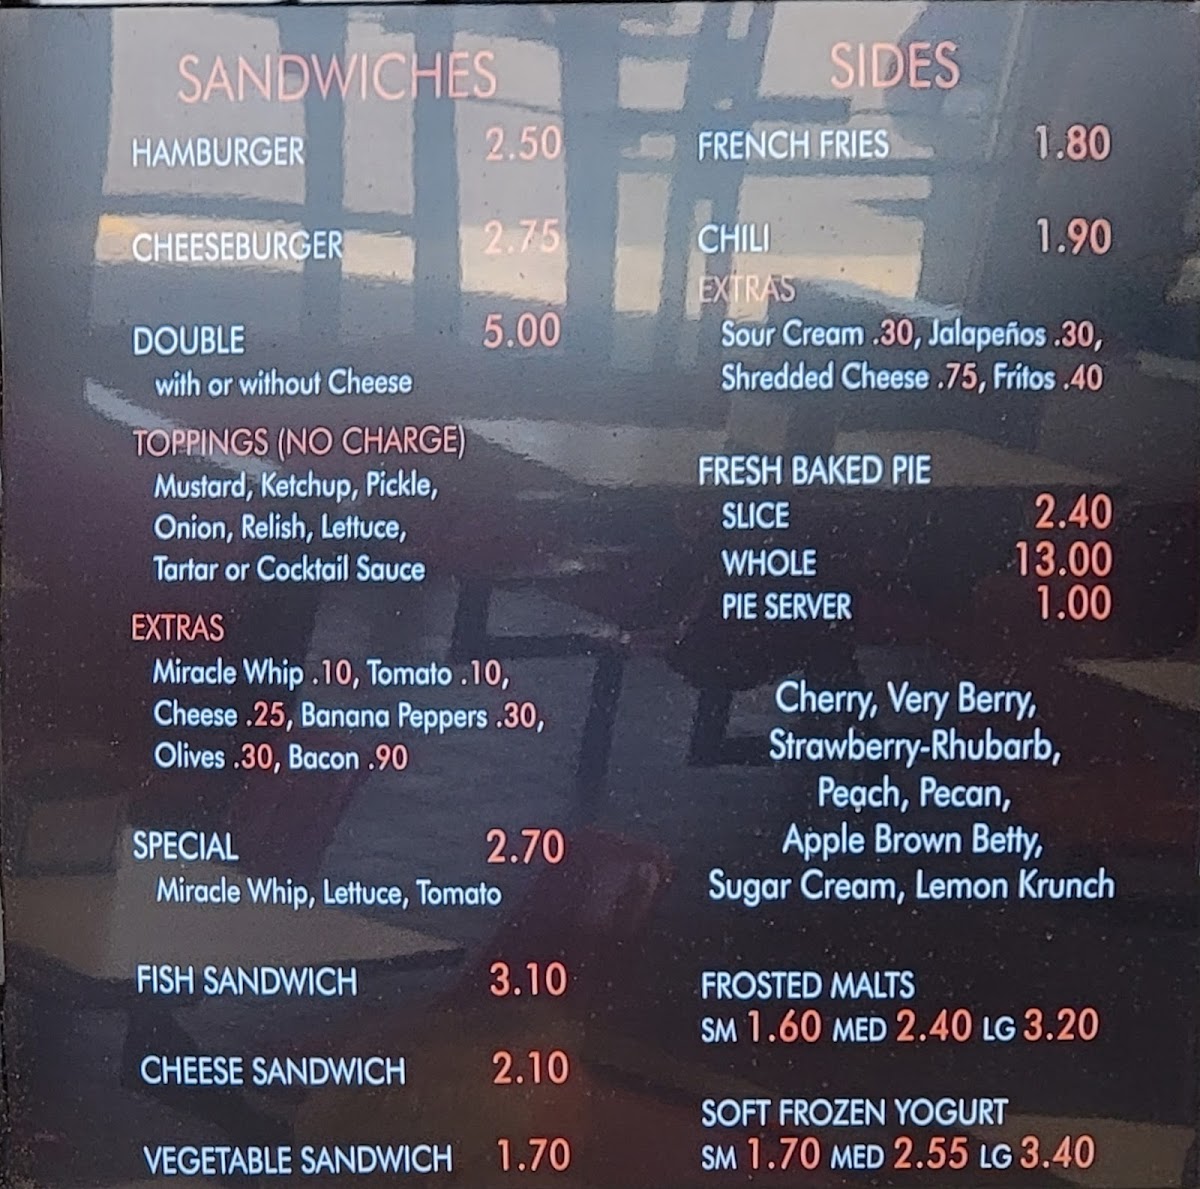 SANDWICHES
HAMBURGER 2.50
CHEESEBURGER 2.75
DOUBLE 5.00
with or without Cheese
TOPPINGS (NO CHARGE)
Mustard, Ketchup, Pickle,
Onion, Relish, Lettuce,
Tartar or Cocktail Sauce
EXTRAS
Miracle Whip .10, Tomato .10,
Cheese .25, Banana Peppers .30,
Olives .30, Bacon .90
SPECIAL 2.70
Miracle Whip, Lettuce, Tomato
FISH SANDWICH 3.10
CHEESE SANDWICH 2.10
VEGETABLE SANDWICH 1.70
SIDES
FRENCH FRIES 1.80
CHILI 1.90
EXTRAS
Sour Cream .30, Jalapeños .30,
Shredded Cheese .75, Fritos .40
FRESH BAKED PIE
SLICE 2.40
WHOLE 13.00
PIE SERVER 1.00
Cherry, Very Berry,
Strawberry-Rhubarb,
Peach, Pecan,
Apple Brown Betty,
Sugar Cream, Lemon Krunch
FROSTED MALTS
SM 1.60 MED 2.40 LG 3.20
SOFT FROZEN YOGURT
SM 1.70 MED 2.55 LG 3.40